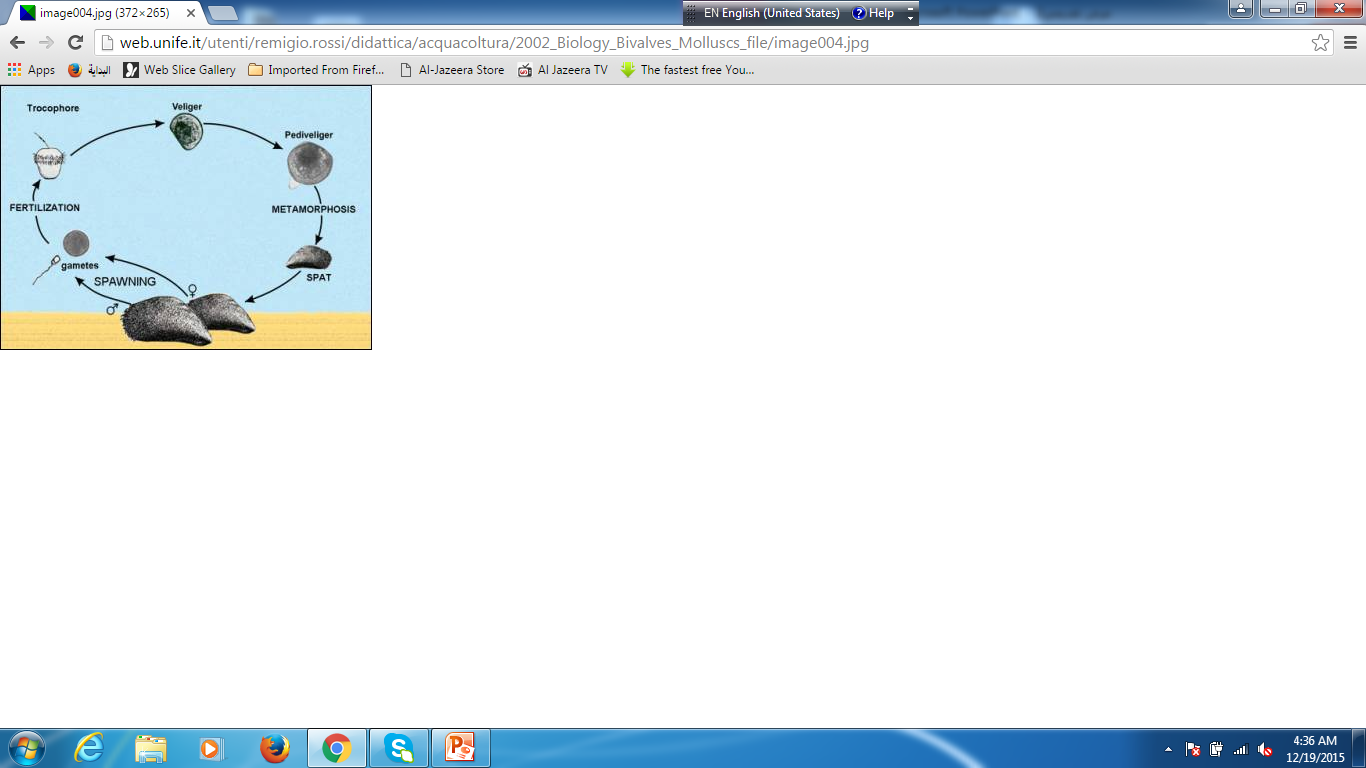 image004.jpg (372×265)
EN English (United States) Help
web.unife.it/utenti/remigio.rossi/didattica/acquacoltura/2002_Biology_Bivalves_Molluscs_file/image004.jpg
Apps البداية Web Slice Gallery Imported From Firef... Al-Jazeera Store Al Jazeera TV The fastest free You...
Trocophore
Veliger
Pediveliger
FERTILIZATION
METAMORPHOSIS
gametes
SPAWNING
SPAT
♀
♂
4:36 AM
12/19/2015